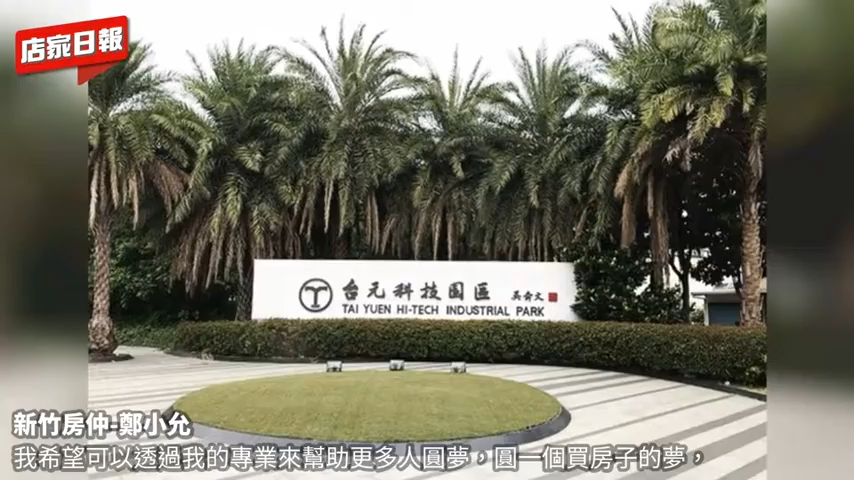 店家日報
台元科技园區 吴舜文
TAI YUEN HI-TECH INDUSTRIAL PARK
新竹房仲-鄭小允
我希望可以透過我的專業來幫助更多人圓夢，圓一個買房子的夢，